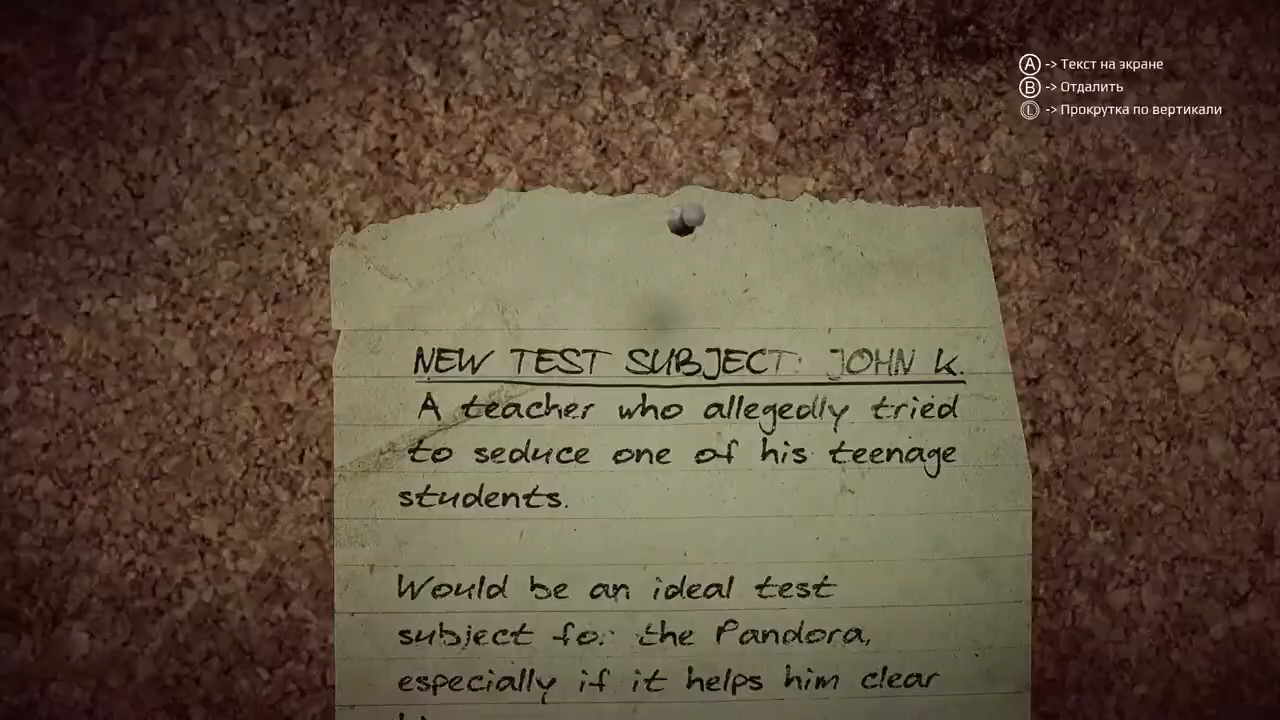 A -> Текст на экране
B -> Отдалить
L -> Прокрутка по вертикали
NEW TEST SUBJECT: JOHN K.
A teacher who allegedly tried
to seduce one of his teenage
students.
Would be an ideal test
subject for the Pandora,
especially if it helps him clear